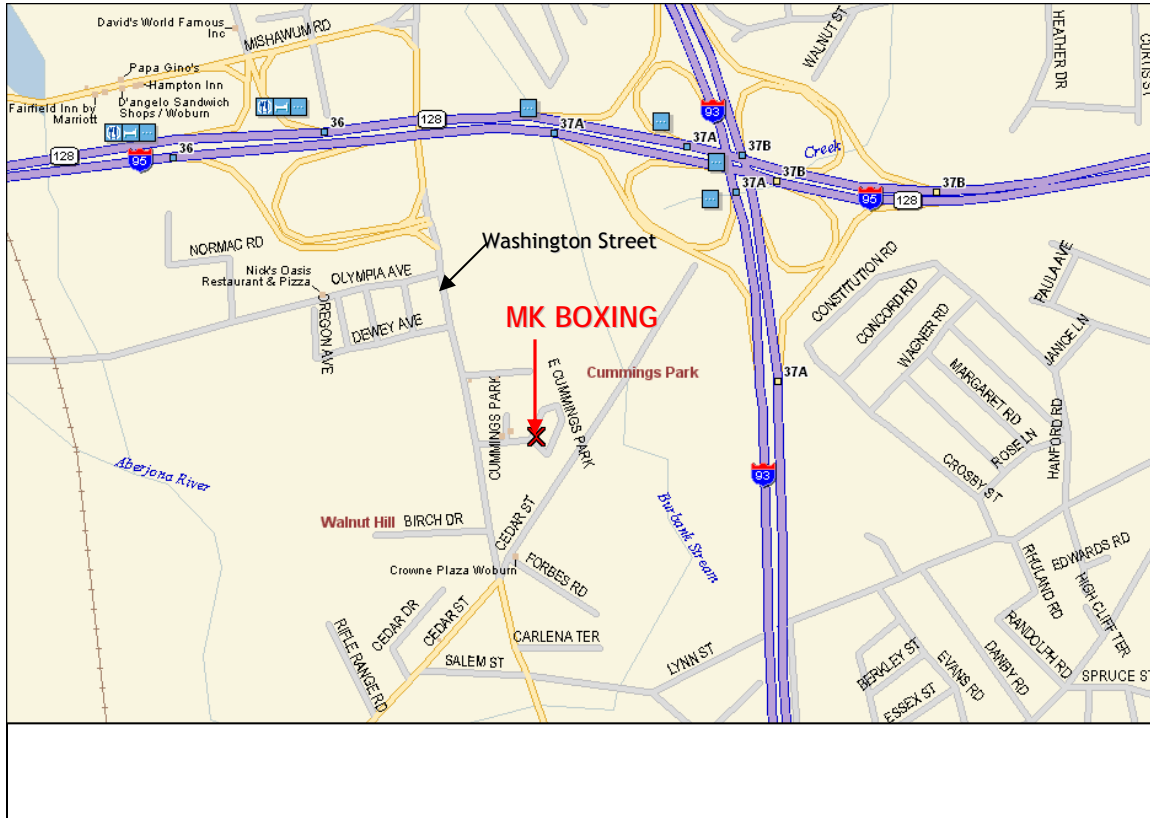 David's World Famous
Inc
MISHAWUM RD
WALNUT ST
HEATHER DR
CURTIS ST
Papa Gino's
Hampton Inn
Fairfield Inn by
Marriott
D'angelo Sandwich
Shops / Woburn
93
128
36
128
37A
37A
37B
Creek
95
36
37A
37B
37B
95
128
NORMAC RD
Washington Street
Nick's Oasis
Restaurant & Pizza
OLYMPIA AVE
OREGON AVE
DEWEY AVE
CONSTITUTION RD
CONCORD RD
WAGNER RD
PAULA AVE
JANICE LN
MARGARET RD
ROSE LN
HANFORD RD
MK BOXING
Cummings Park
37A
E CUMMINGS PARK
CUMMINGS PARK
Aberjona River
93
CROSBY ST
Burbank Stream
Walnut Hill
BIRCH DR
CEDAR ST
Crowne Plaza Woburn
FORBES RD
RHULAND RD
EDWARDS RD
HIGH CLIFF TER
RIFLE RANGE RD
CEDAR DR
CEDAR ST
CARLENA TER
SALEM ST
LYNN ST
BERKLEY ST
ESSEX ST
EVANS RD
DANBY RD
RANDOLPH RD
SPRUCE ST